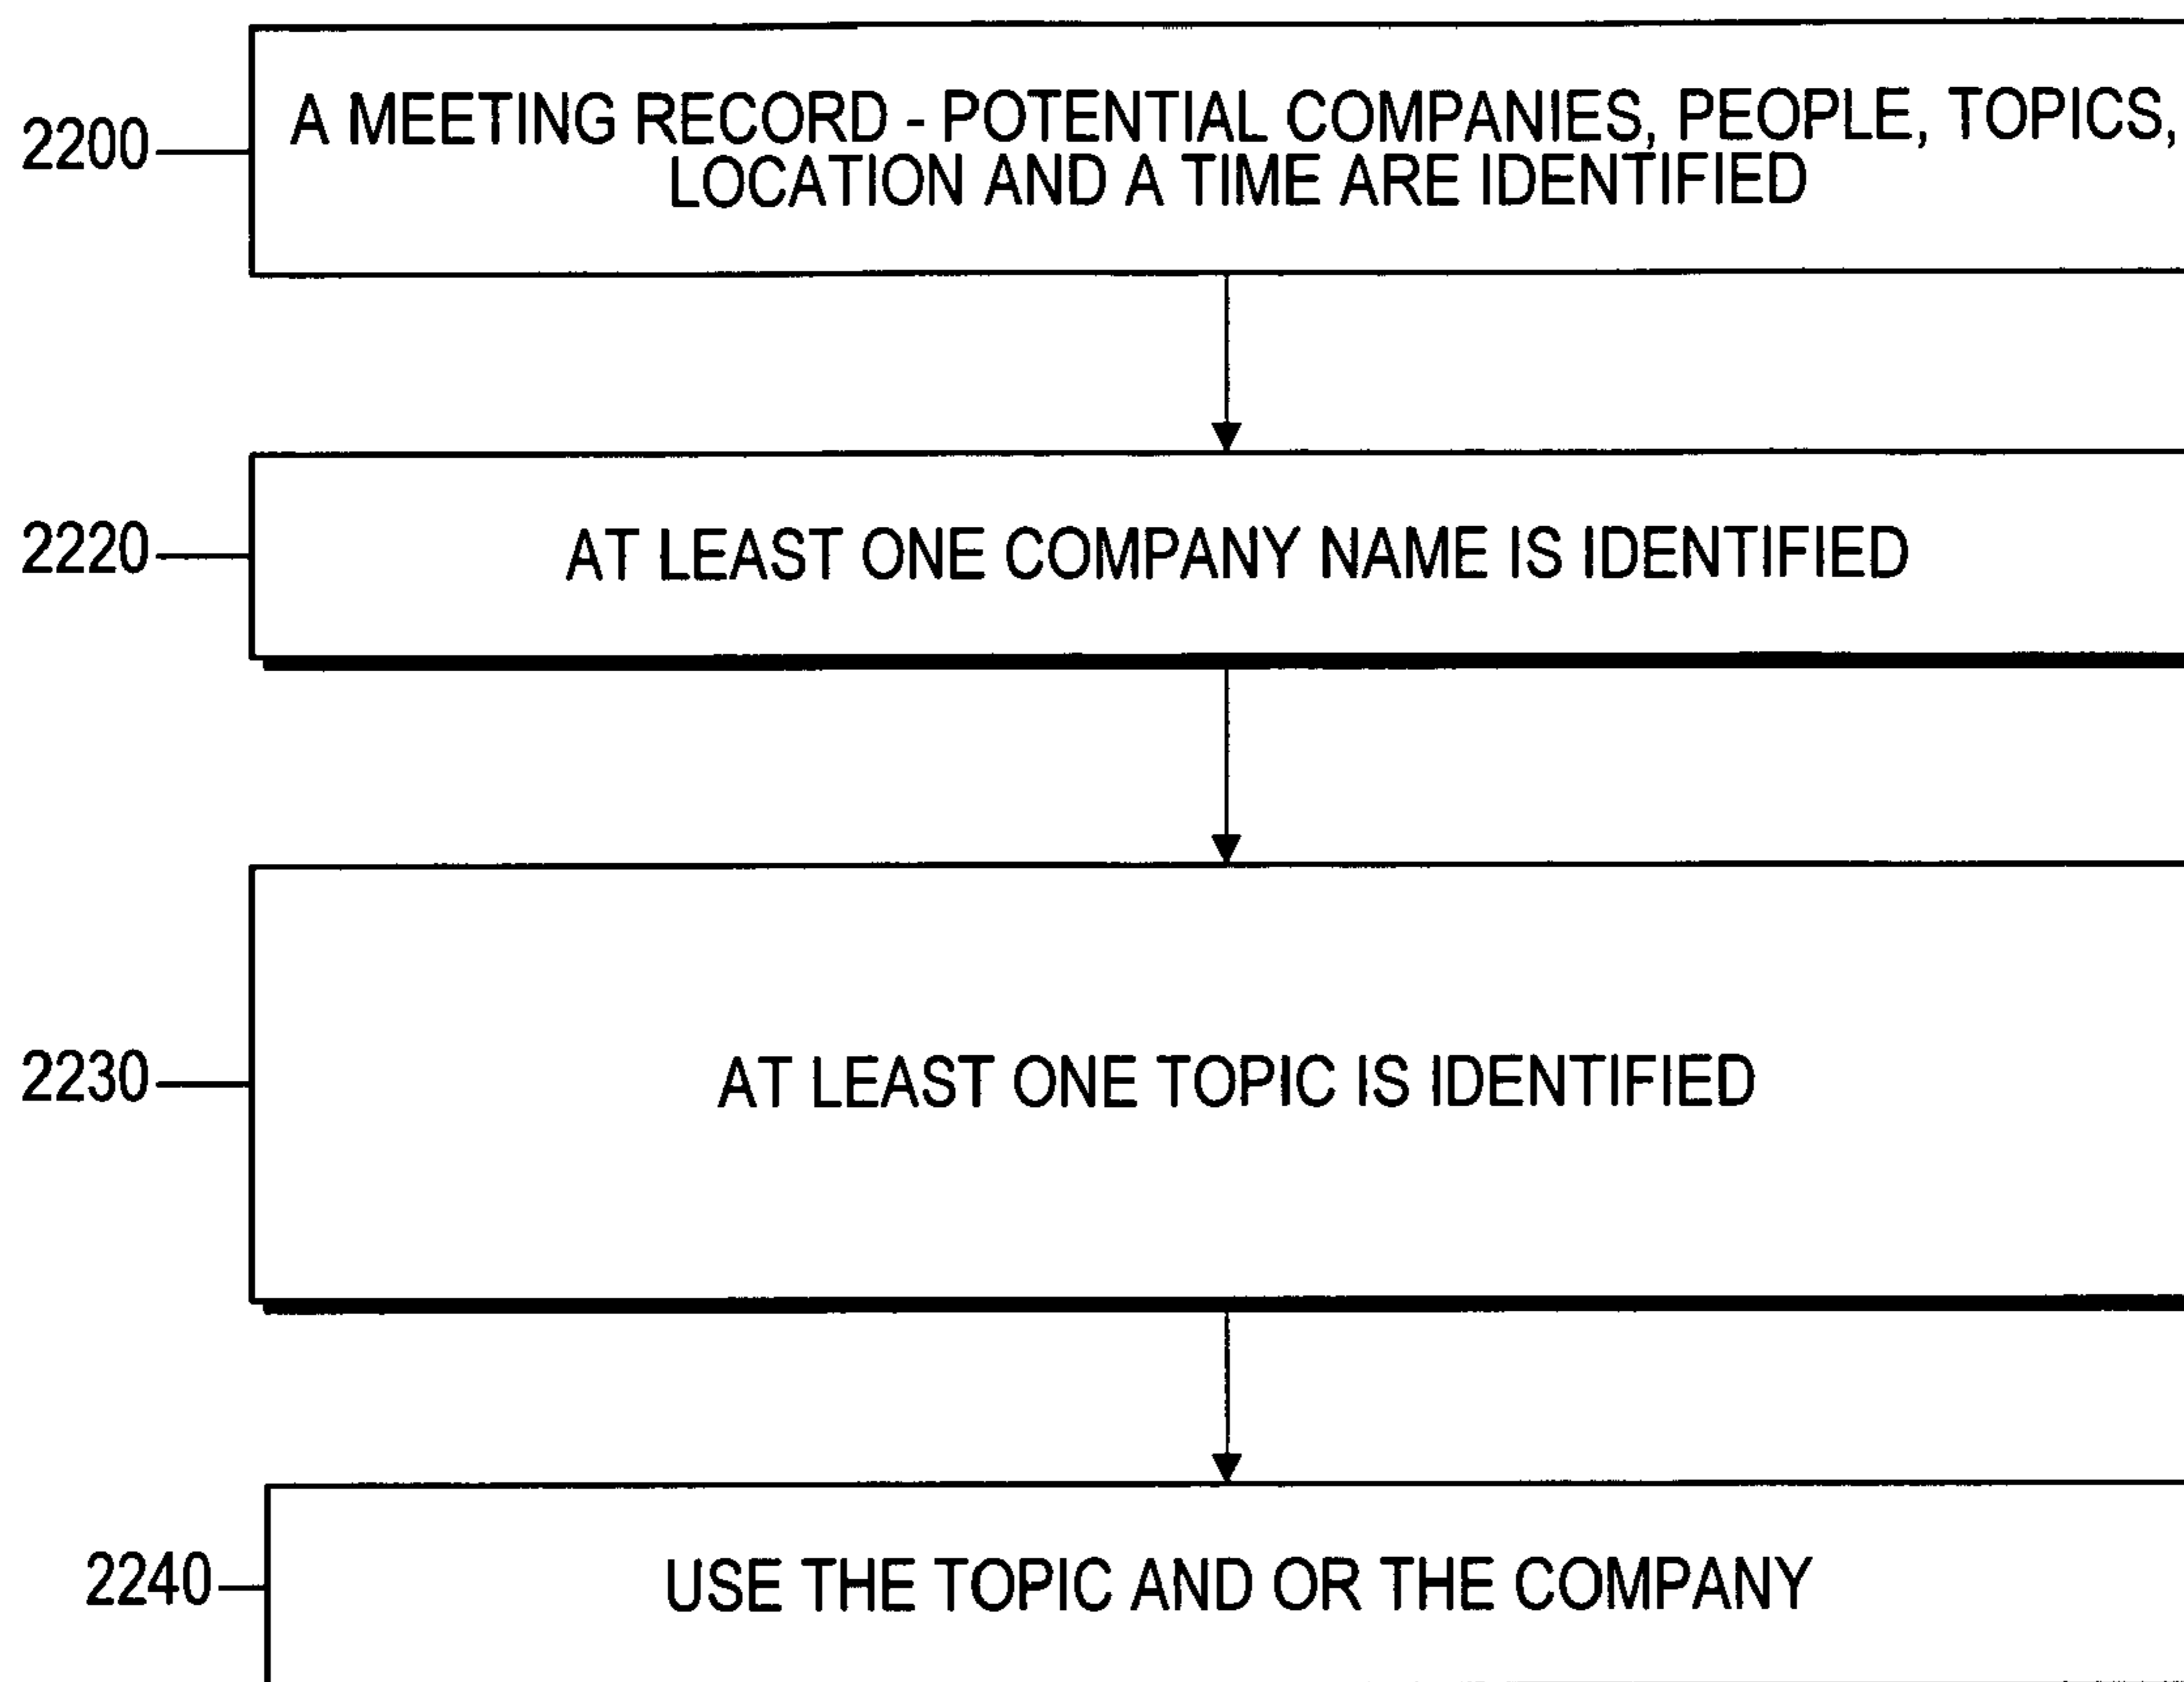 2200
A MEETING RECORD - POTENTIAL COMPANIES, PEOPLE, TOPICS,
LOCATION AND A TIME ARE IDENTIFIED
2220
AT LEAST ONE COMPANY NAME IS IDENTIFIED
2230
AT LEAST ONE TOPIC IS IDENTIFIED
2240
USE THE TOPIC AND OR THE COMPANY